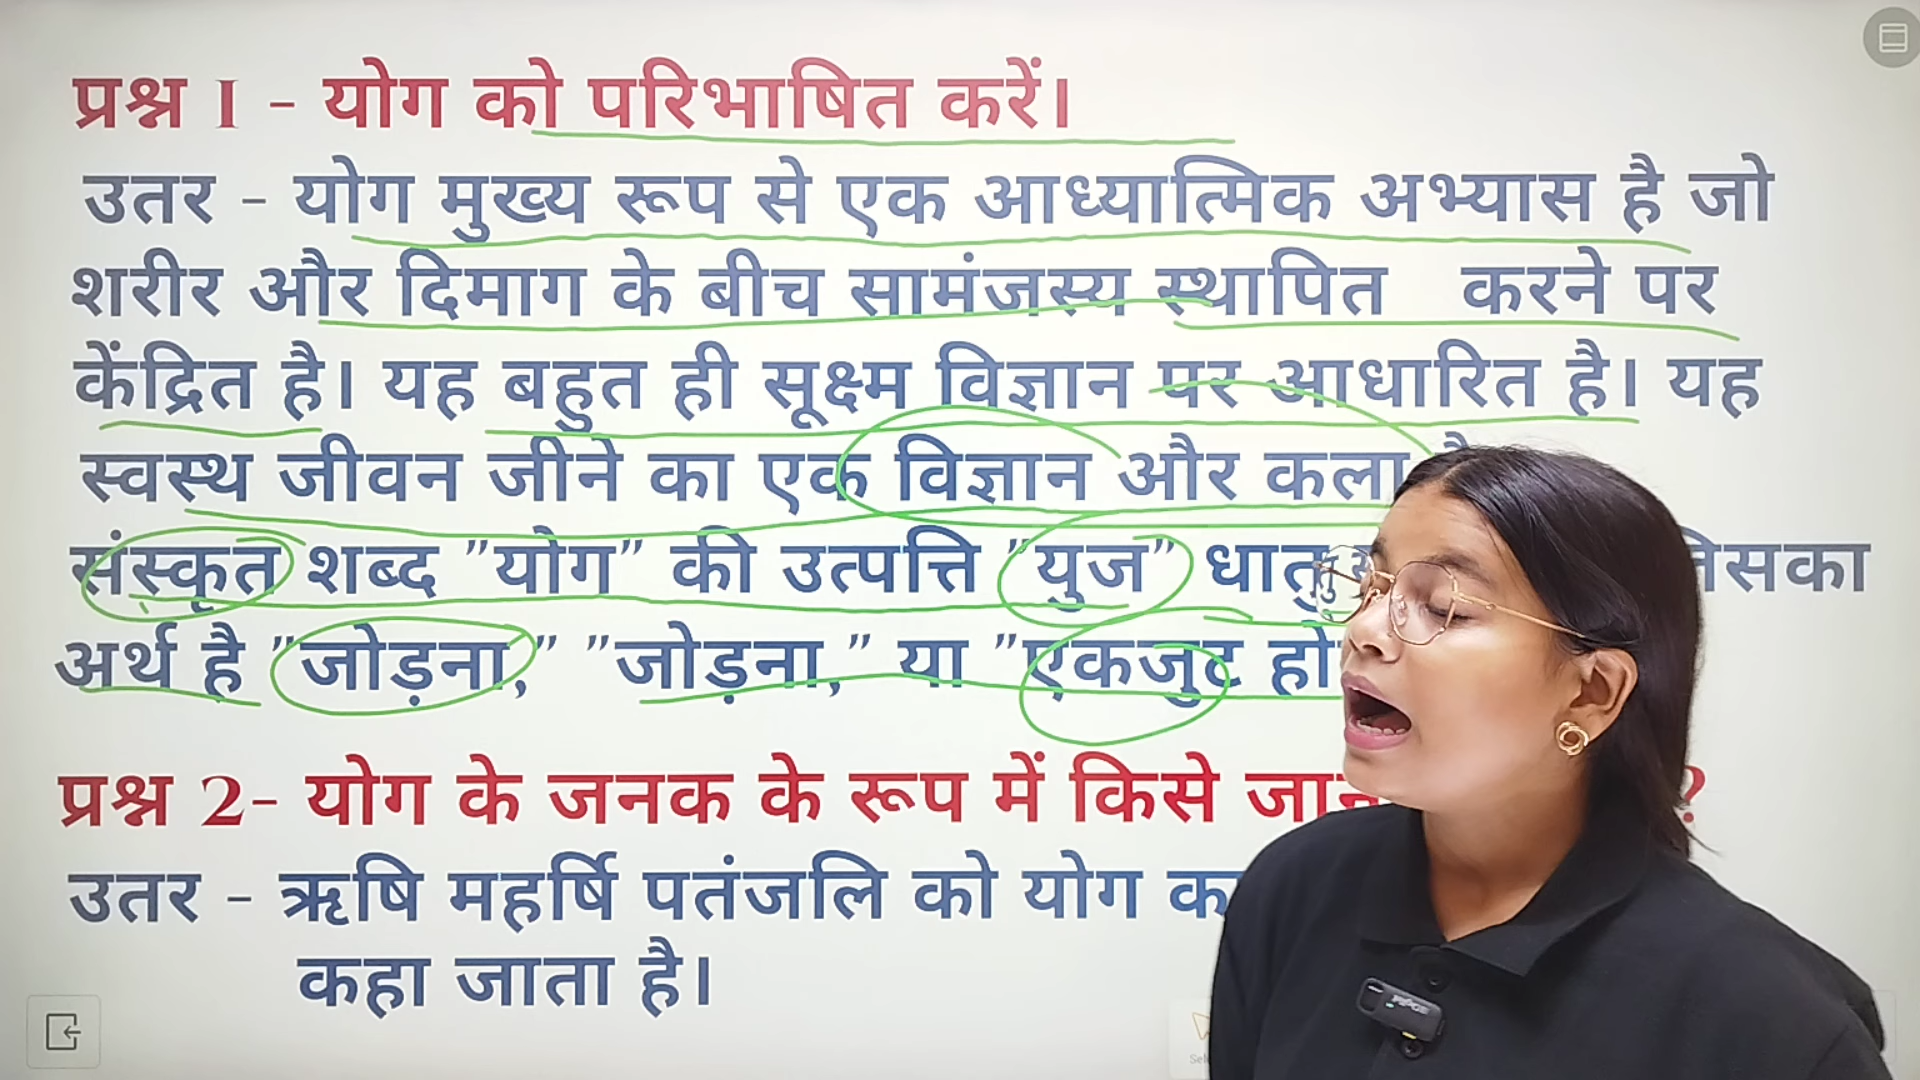 प्रश्न 1 - योग को परिभाषित करें।
उतर - योग मुख्य रूप से एक आध्यात्मिक अभ्यास है जो
शरीर और दिमाग के बीच सामंजस्य स्थापित करने पर
केंद्रित है। यह बहुत ही सूक्ष्म विज्ञान पर आधारित है। यह
स्वस्थ जीवन जीने का एक विज्ञान और कला
संस्कृत शब्द "योग" की उत्पत्ति "युज" धातु
अर्थ है "जोड़ना," "जोड़ना," या "एकजुट
प्रश्न 2- योग के जनक के रूप में किसे ?
उतर - ऋषि महर्षि पतंजलि को योग
कहा जाता है।